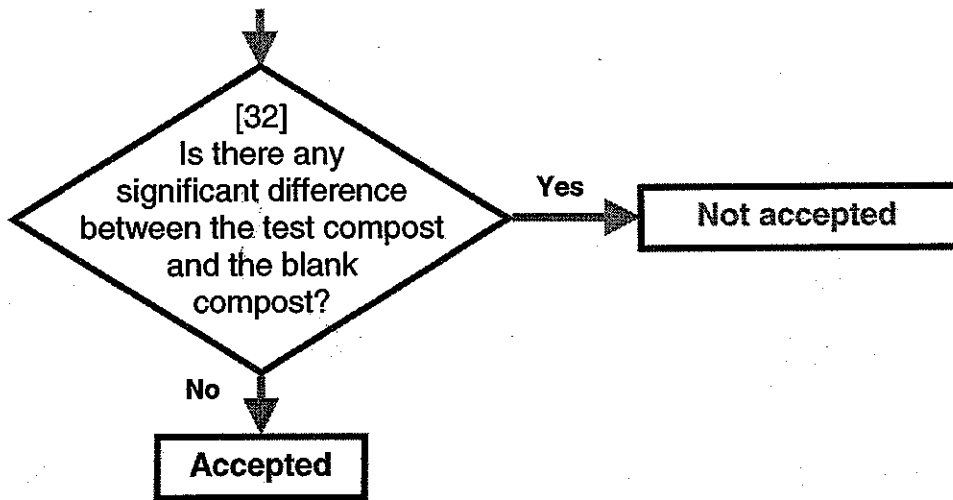 [32]
Is there any
significant difference
between the test compost
and the blank
compost?
Yes
Not accepted
No
Accepted